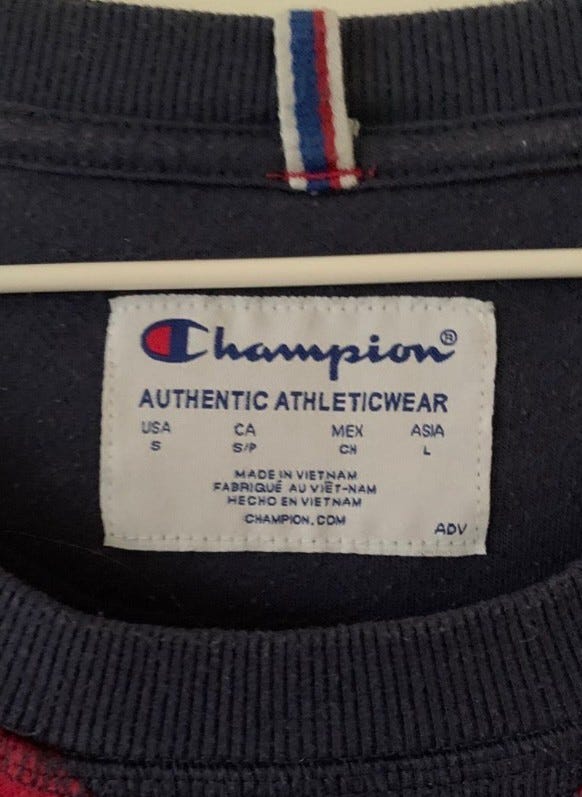 Champion®
AUTHENTIC ATHLETICWEAR
USA CA MEX ASIA
S S/P CH L
MADE IN VIETNAM
FABRIQUÉ AU VIÊT-NAM
HECHO EN VIETNAM
CHAMPION.COM
ADV